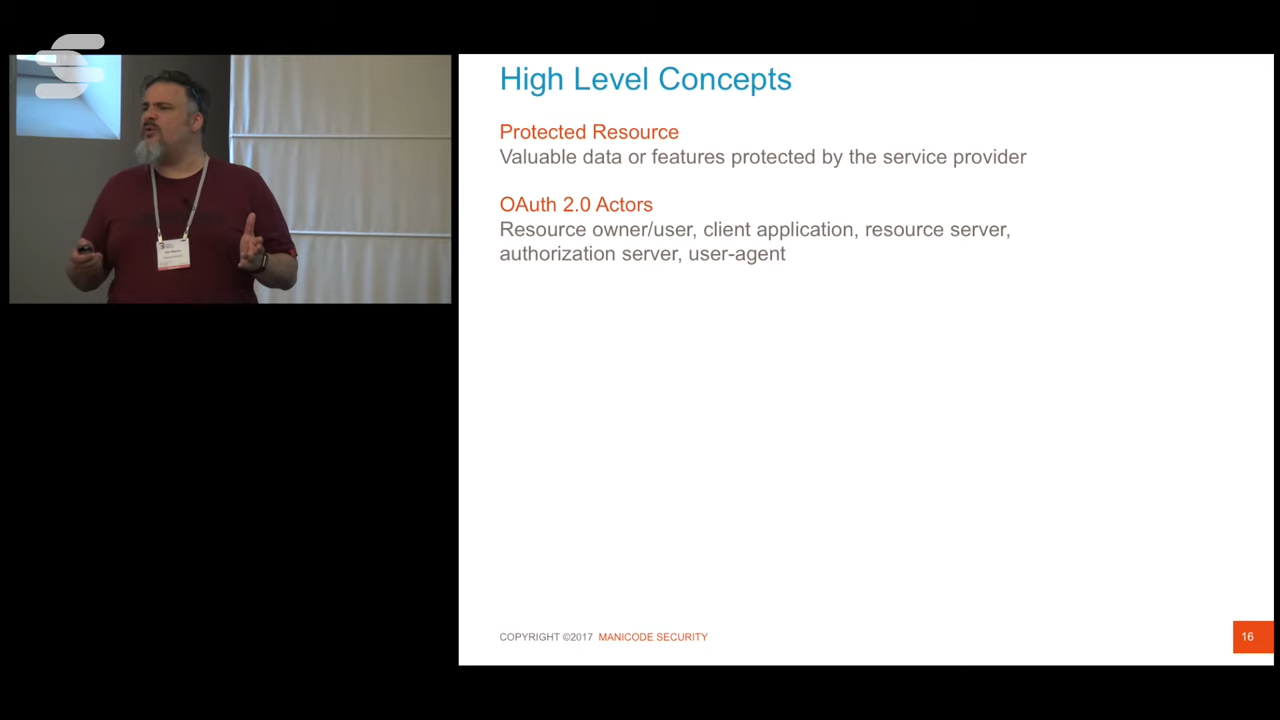 High Level Concepts
Protected Resource
Valuable data or features protected by the service provider
OAuth 2.0 Actors
Resource owner/user, client application, resource server,
authorization server, user-agent
COPYRIGHT ©2017 MANICODE SECURITY
16